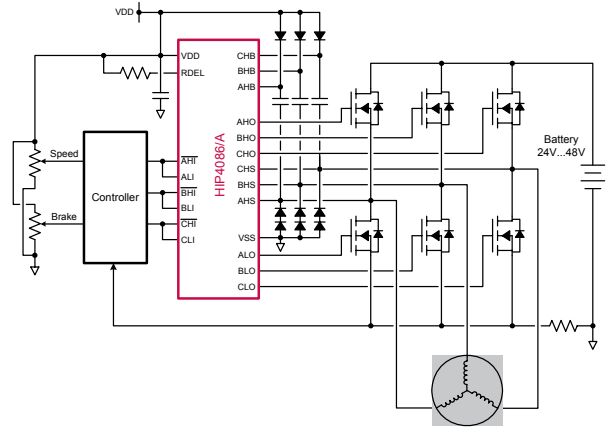 VDD
VDD
RDEL
CHB
BHB
AHB
AHO
BHO
CHO
CHS
BHS
AHS
VSS
ALO
BLO
CLO
HIP4086/A
AHI
ALI
BHI
BLI
CHI
CLI
Speed
Controller
Brake
Battery
24V...48V